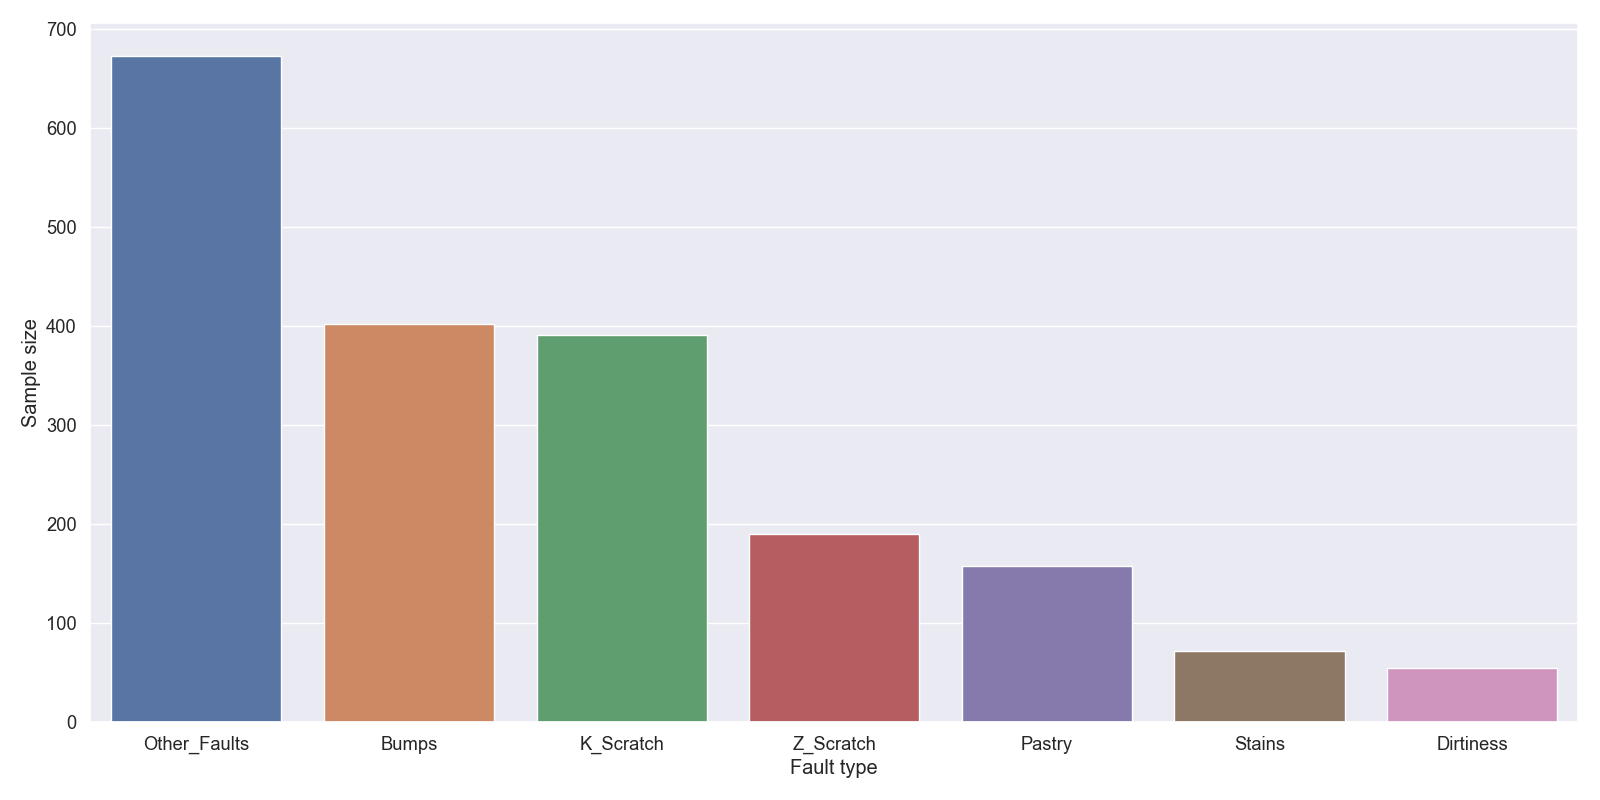 700
600
500
400
300
200
100
0
Sample size
Other_Faults
Bumps
K_Scratch
Z_Scratch
Pastry
Stains
Dirtiness
Fault type